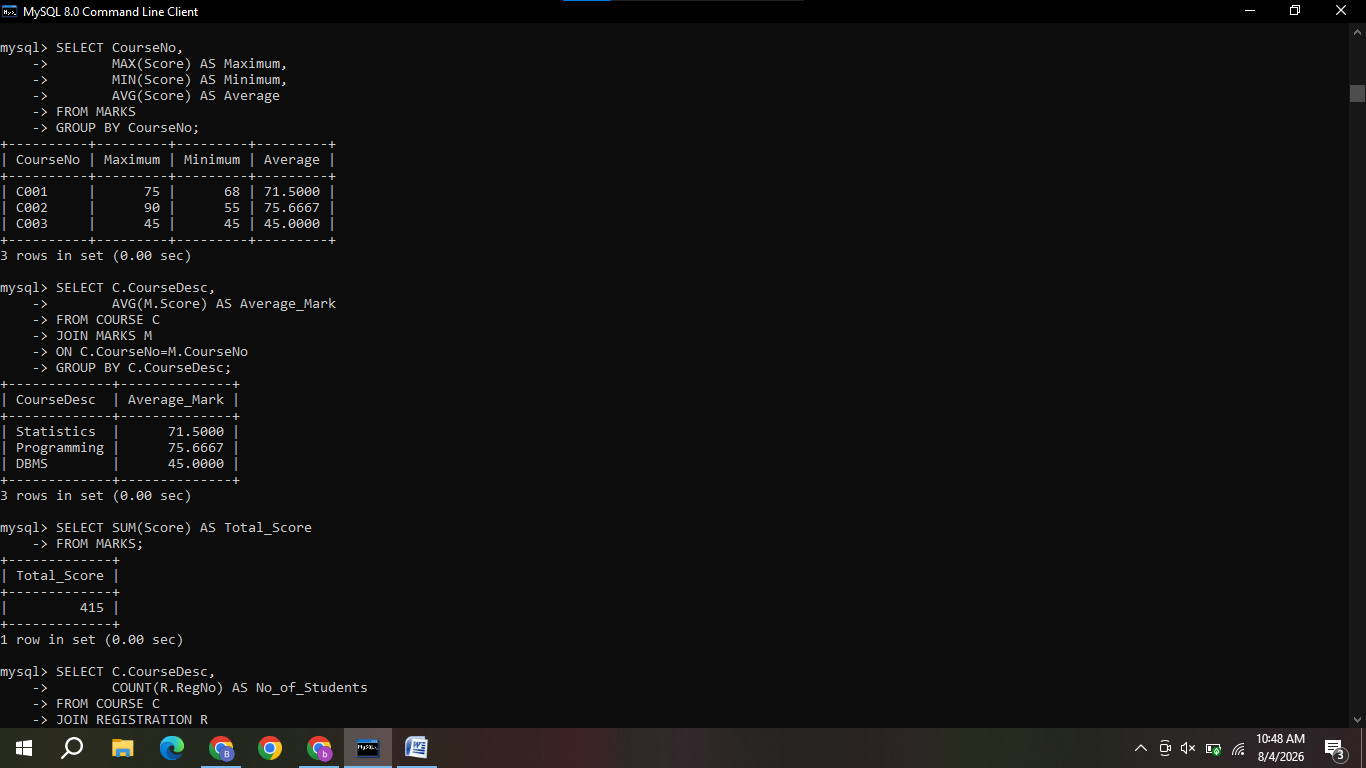 MySQL 8.0 Command Line Client
mysql> SELECT CourseNo,
    ->        MAX(Score) AS Maximum,
    ->        MIN(Score) AS Minimum,
    ->        AVG(Score) AS Average
    -> FROM MARKS
    -> GROUP BY CourseNo;
+----------+---------+---------+---------+
| CourseNo | Maximum | Minimum | Average |
+----------+---------+---------+---------+
| C001     |      75 |      68 | 71.5000 |
| C002     |      90 |      55 | 75.6667 |
| C003     |      45 |      45 | 45.0000 |
+----------+---------+---------+---------+
3 rows in set (0.00 sec)
mysql> SELECT C.CourseDesc,
    ->        AVG(M.Score) AS Average_Mark
    -> FROM COURSE C
    -> JOIN MARKS M
    -> ON C.CourseNo=M.CourseNo
    -> GROUP BY C.CourseDesc;
+-------------+--------------+
| CourseDesc  | Average_Mark |
+-------------+--------------+
| Statistics  |      71.5000 |
| Programming |      75.6667 |
| DBMS        |      45.0000 |
+-------------+--------------+
3 rows in set (0.00 sec)
mysql> SELECT SUM(Score) AS Total_Score
    -> FROM MARKS;
+-------------+
| Total_Score |
+-------------+
|         415 |
+-------------+
1 row in set (0.00 sec)
mysql> SELECT C.CourseDesc,
    ->        COUNT(R.RegNo) AS No_of_Students
    -> FROM COURSE C
    -> JOIN REGISTRATION R
10:48 AM
8/4/2026
3